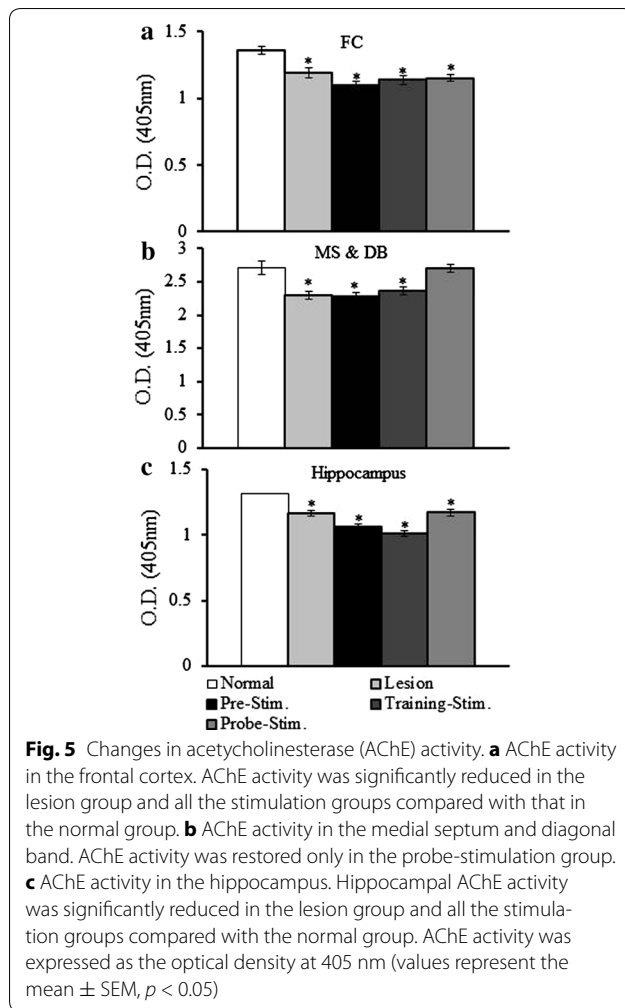 a
FC
1.5
*
*
*
*
1
O.D. (405nm)
0.5
0
b
MS & DB
3
2.5
*
*
*
2
O.D. (405nm)
1.5
1
0.5
0
c
Hippocampus
1.5
*
*
*
*
1
O.D. (405nm)
0.5
0
Normal Lesion
Pre-Stim. Training-Stim.
Probe-Stim.
Fig. 5 Changes in acetycholinesterase (AChE) activity. a AChE activity
in the frontal cortex. AChE activity was significantly reduced in the
lesion group and all the stimulation groups compared with that in
the normal group. b AChE activity in the medial septum and diagonal
band. AChE activity was restored only in the probe-stimulation group.
c AChE activity in the hippocampus. Hippocampal AChE activity
was significantly reduced in the lesion group and all the stimula-
tion groups compared with the normal group. AChE activity was
expressed as the optical density at 405 nm (values represent the
mean ± SEM, p < 0.05)